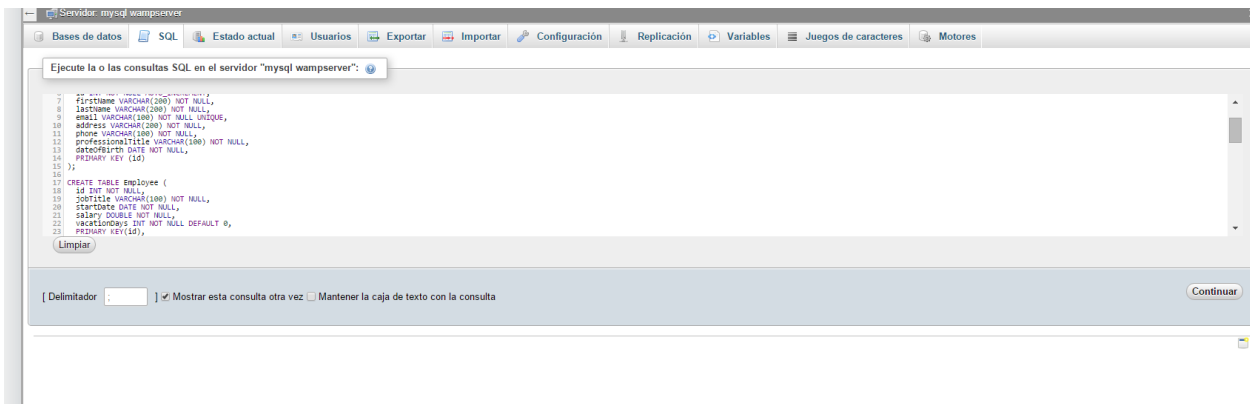 Servidor: mysql wampserver
Bases de datos SQL Estado actual Usuarios Exportar Importar Configuración Replicación Variables Juegos de caracteres Motores
Ejecute la o las consultas SQL en el servidor "mysql wampserver":
7 firstName VARCHAR(200) NOT NULL,
8 lastName VARCHAR(200) NOT NULL,
9 email VARCHAR(100) NOT NULL UNIQUE,
10 address VARCHAR(200) NOT NULL,
11 phone VARCHAR(100) NOT NULL,
12 professionalTitle VARCHAR(100) NOT NULL,
13 dateOfBirth DATE NOT NULL,
14 PRIMARY KEY (id)
15 );
16
17 CREATE TABLE Employee (
18 id INT NOT NULL,
19 jobTitle VARCHAR(100) NOT NULL,
20 startDate DATE NOT NULL,
21 salary DOUBLE NOT NULL,
22 vacationDays INT NOT NULL DEFAULT 0,
23 PRIMARY KEY(id),
Limpiar
[ Delimitador ; ] Mostrar esta consulta otra vez Mantener la caja de texto con la consulta
Continuar